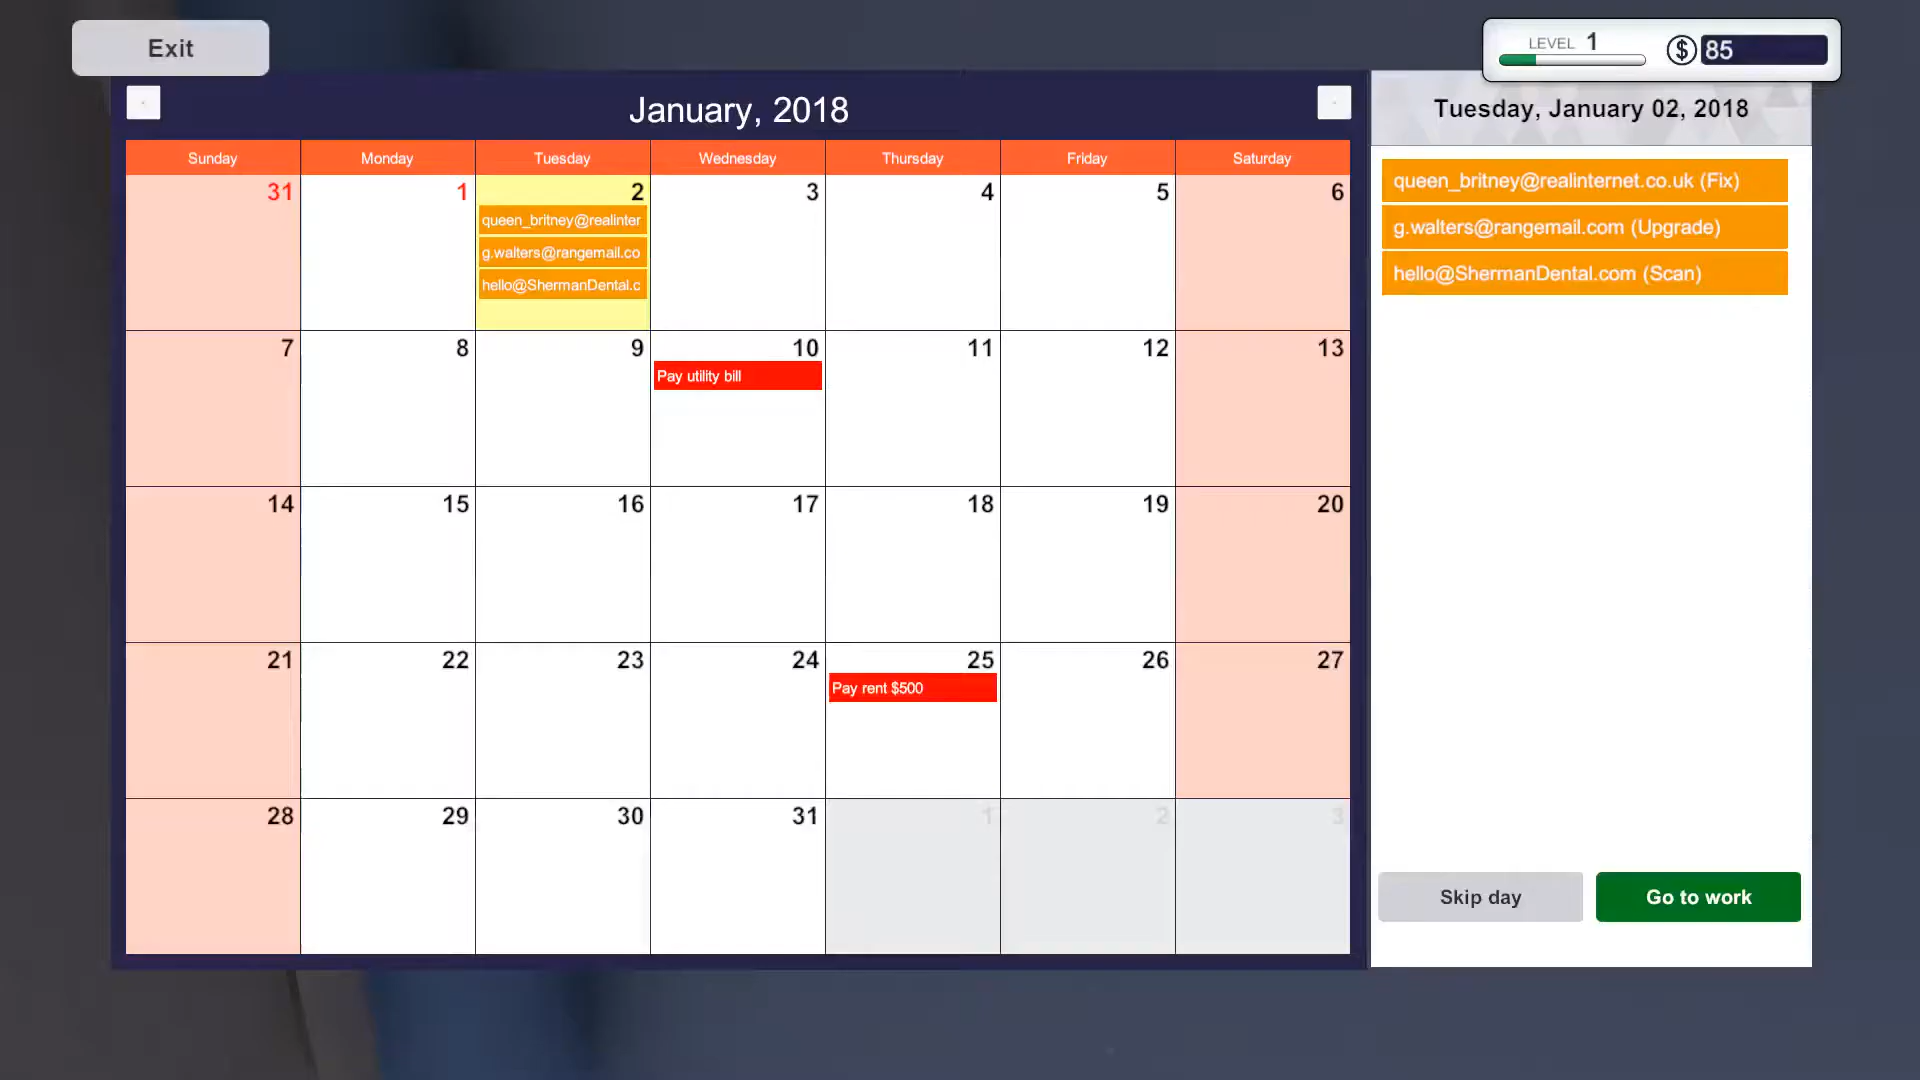 Exit
LEVEL 1
$ 85
January, 2018
Sunday Monday Tuesday Wednesday Thursday Friday Saturday
31 1 2 3 4 5 6
queen_britney@realinter
g.walters@rangemail.co
hello@ShermanDental.c
7 8 9 10 11 12 13
Pay utility bill
14 15 16 17 18 19 20
21 22 23 24 25 26 27
Pay rent $500
28 29 30 31 1 2 3
Tuesday, January 02, 2018
queen_britney@realinternet.co.uk (Fix)
g.walters@rangemail.com (Upgrade)
hello@ShermanDental.com (Scan)
Skip day
Go to work